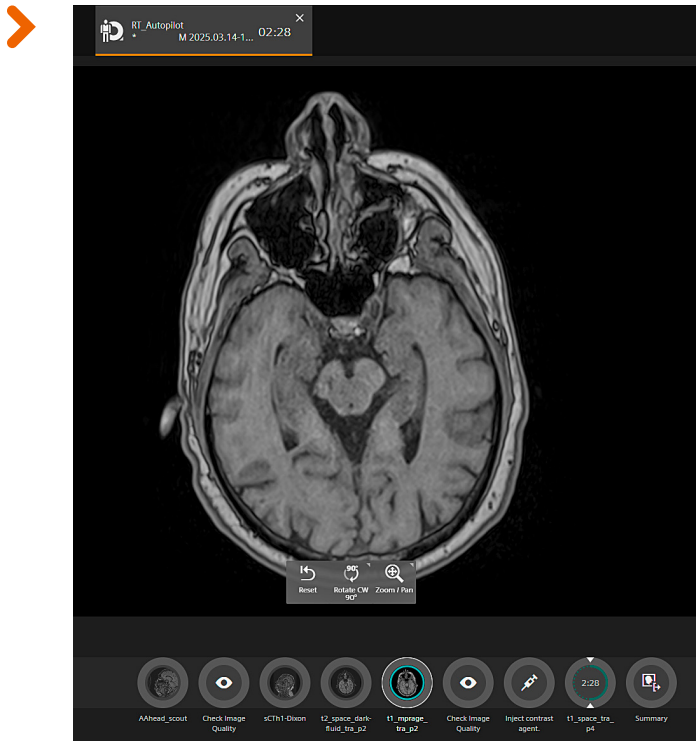 RT_Autopilot
* M 2025.03.14-1... 02:28
90°
Reset Rotate CW 90° Zoom / Pan
2:28
AAhead_scout
Check Image
Quality
sCTh1-Dixon
t2_space_dark-
fluid_tra_p2
t1_mprage_
tra_p2
Check Image
Quality
Inject contrast
agent.
t1_space_tra_
p4
Summary